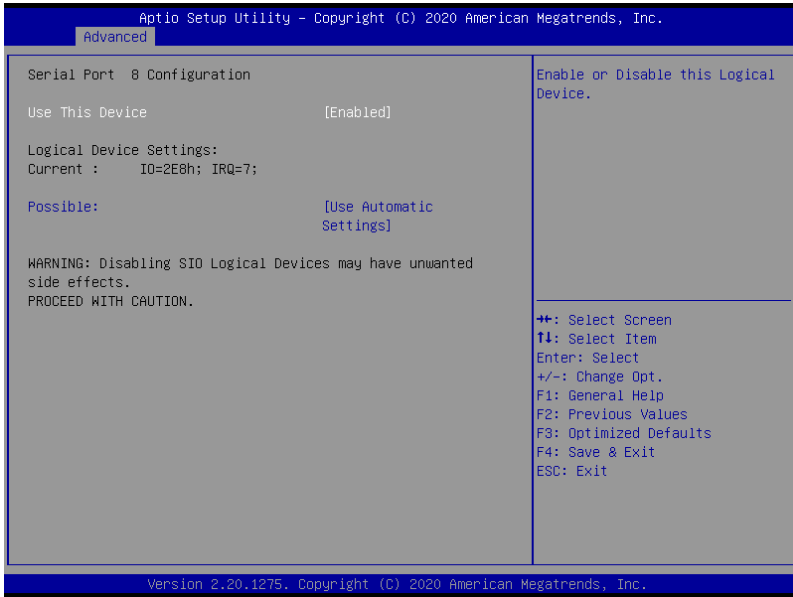 Aptio Setup Utility – Copyright (C) 2020 American Megatrends, Inc.
Advanced
Serial Port 8 Configuration
Use This Device [Enabled]
Logical Device Settings:
Current : IO=2E8h; IRQ=7;
Possible: [Use Automatic
Settings]
WARNING: Disabling SIO Logical Devices may have unwanted
side effects.
PROCEED WITH CAUTION.
Enable or Disable this Logical
Device.
→←: Select Screen
↑↓: Select Item
Enter: Select
+/-: Change Opt.
F1: General Help
F2: Previous Values
F3: Optimized Defaults
F4: Save & Exit
ESC: Exit
Version 2.20.1275. Copyright (C) 2020 American Megatrends, Inc.